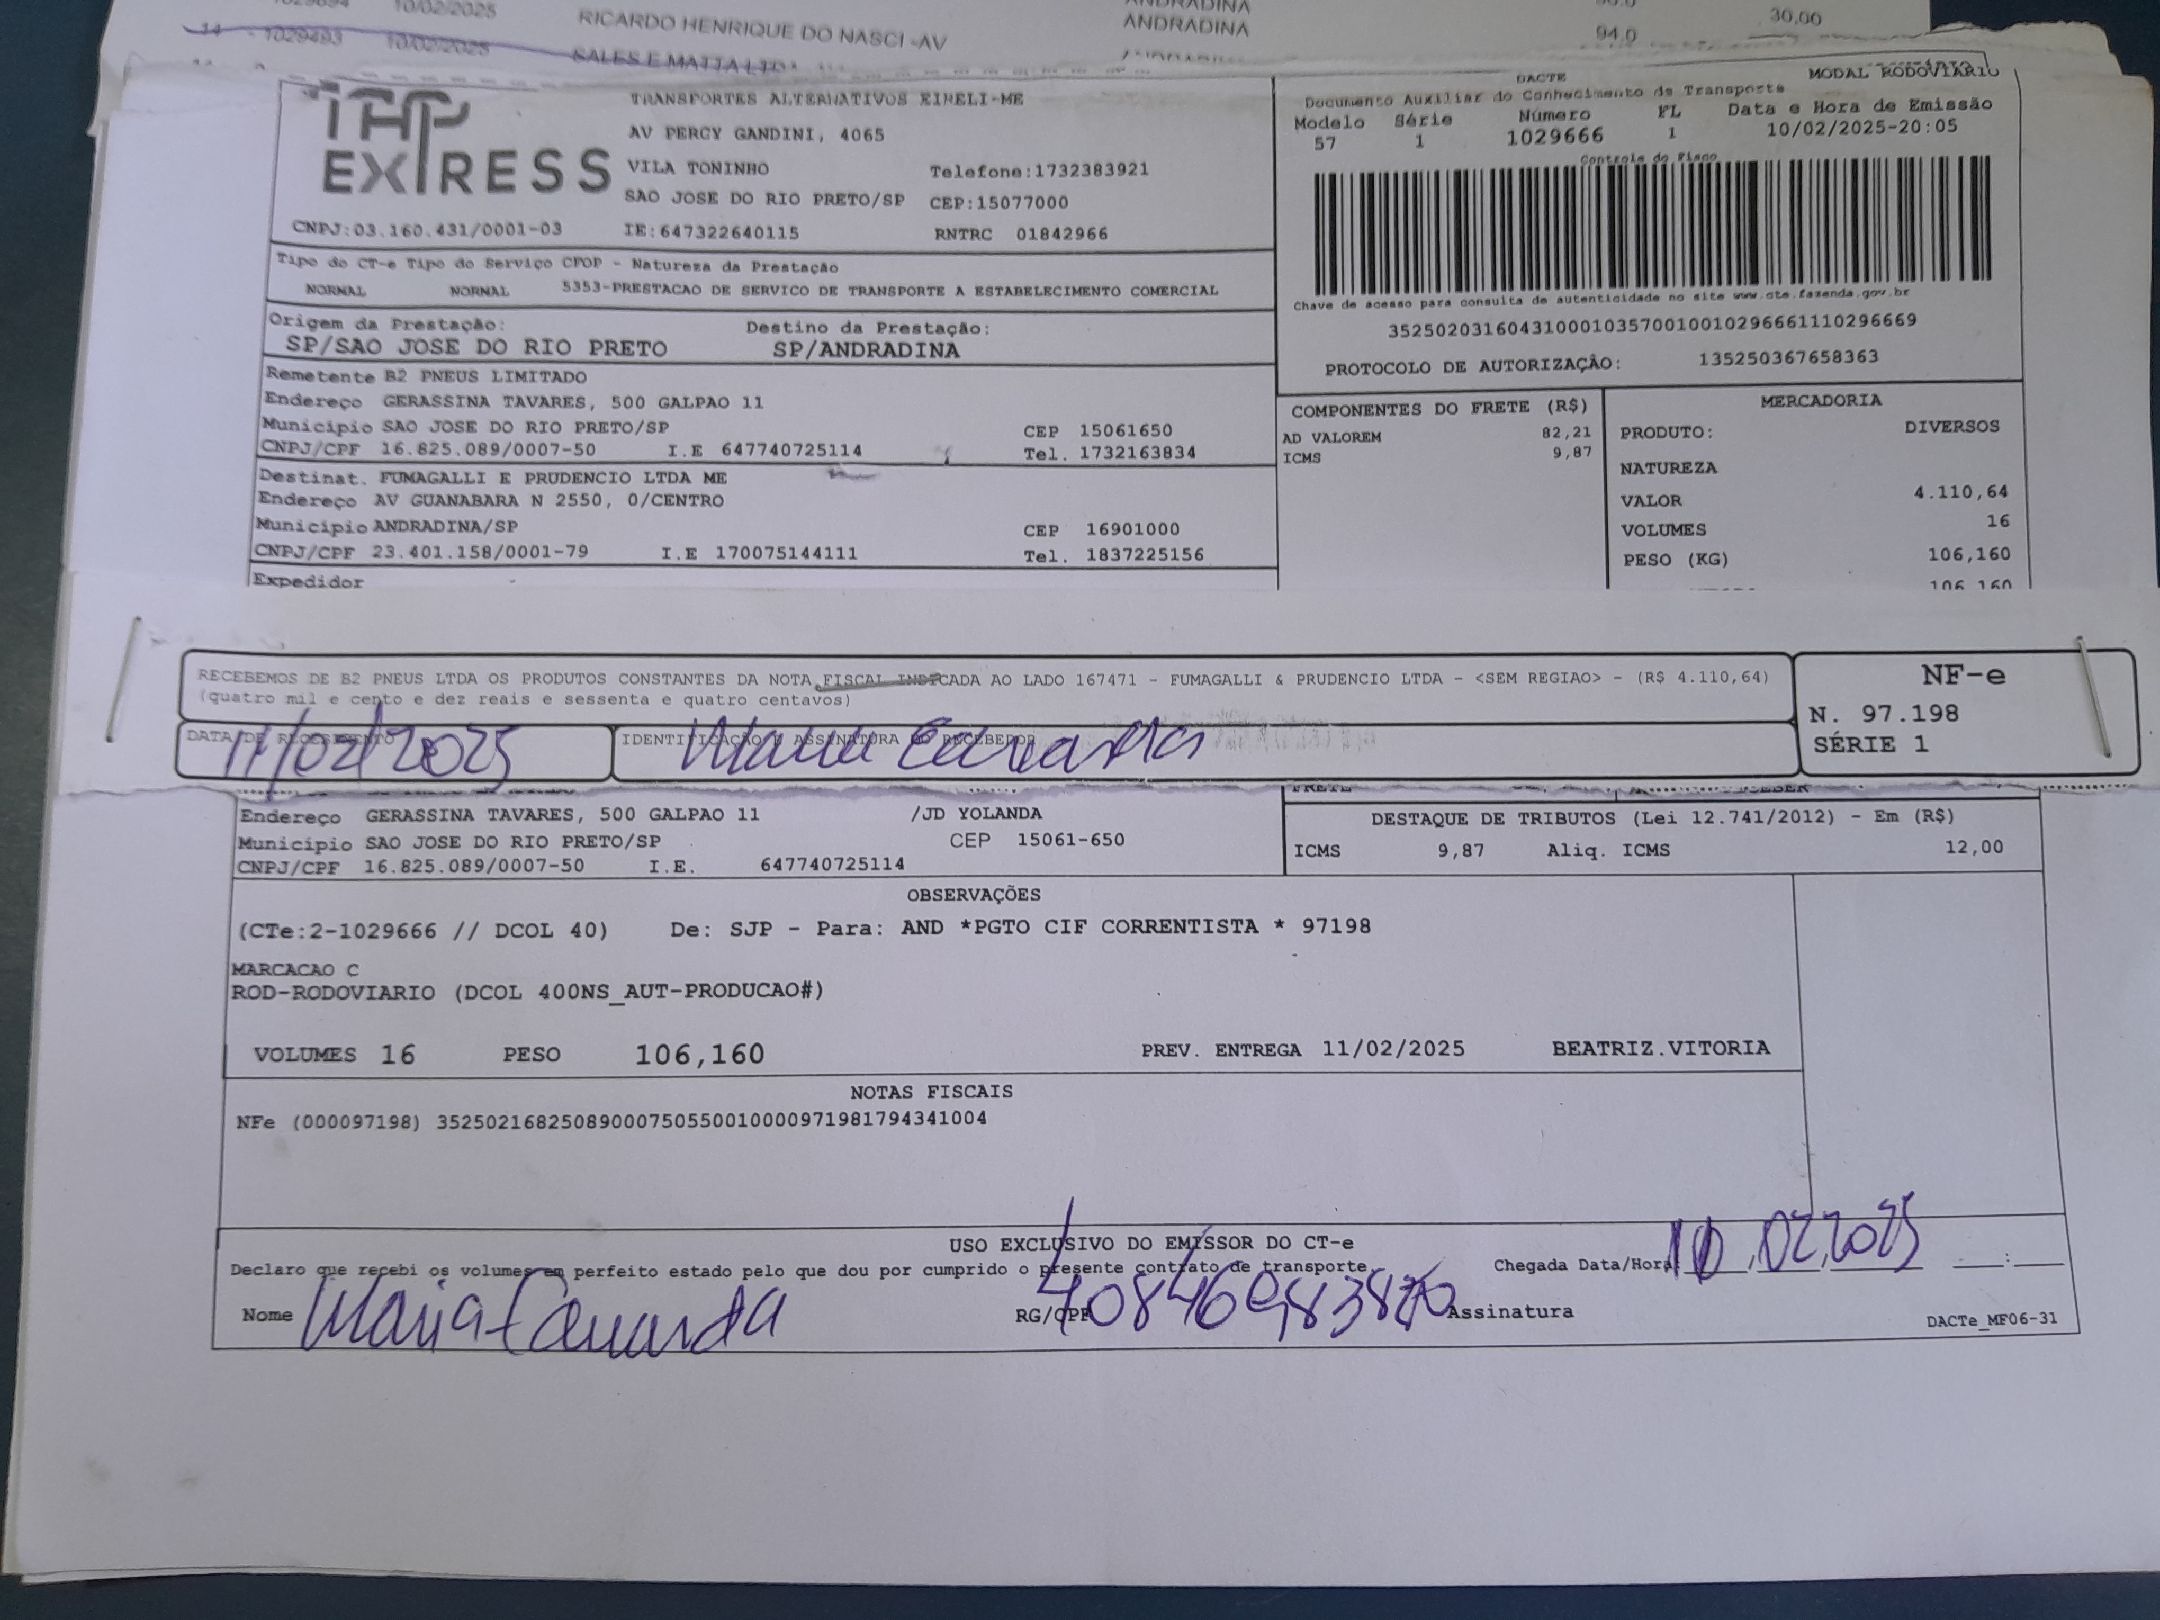 10/02/2025 ANDRADINA
RICARDO HENRIQUE DO NASCI -AV ANDRADINA 30,00
14 - 1029493 10/02/2025 SALES E MATTA LTDA 94,0
TAP
EXPRESS
TRANSPORTES ALTERNATIVOS EIRELI-ME
AV PERCY GANDINI, 4065
VILA TONINHO Telefone:1732383921
SAO JOSE DO RIO PRETO/SP CEP:15077000
CNPJ:03.160.431/0001-03 IE:647322640115 RNTRC 01842966
DACTE MODAL RODOVIÁRIO
Documento Auxiliar do Conhecimento de Transporte
Modelo Série Número FL Data e Hora de Emissão
57 1 1029666 1 10/02/2025-20:05
Controle do Fisco
Chave de acesso para consulta de autenticidade no site www.cte.fazenda.gov.br
35250203160431000103570010010296661110296669
PROTOCOLO DE AUTORIZAÇÃO: 135250367658363
Tipo do CT-e Tipo do Serviço CFOP - Natureza da Prestação
NORMAL NORMAL 5353-PRESTACAO DE SERVICO DE TRANSPORTE A ESTABELECIMENTO COMERCIAL
Origem da Prestação: Destino da Prestação:
SP/SAO JOSE DO RIO PRETO SP/ANDRADINA
Remetente B2 PNEUS LIMITADO
Endereço GERASSINA TAVARES, 500 GALPAO 11
Município SAO JOSE DO RIO PRETO/SP CEP 15061650
CNPJ/CPF 16.825.089/0007-50 I.E 647740725114 Tel. 1732163834
Destinat. FUMAGALLI E PRUDENCIO LTDA ME
Endereço AV GUANABARA N 2550, 0/CENTRO
Município ANDRADINA/SP CEP 16901000
CNPJ/CPF 23.401.158/0001-79 I.E 170075144111 Tel. 1837225156
Expedidor
COMPONENTES DO FRETE (R$)
AD VALOREM 82,21
ICMS 9,87
MERCADORIA
PRODUTO: DIVERSOS
NATUREZA
VALOR 4.110,64
VOLUMES 16
PESO (KG) 106,160
106,160
RECEBEMOS DE B2 PNEUS LTDA OS PRODUTOS CONSTANTES DA NOTA FISCAL INDICADA AO LADO 167471 - FUMAGALLI & PRUDENCIO LTDA - <SEM REGIAO> - (R$ 4.110,64)
(quatro mil e cento e dez reais e sessenta e quatro centavos)
DATA DE RECEBIMENTO IDENTIFICAÇÃO E ASSINATURA DO RECEBEDOR
11/02/2025 Maria Eduarda
NF-e
N. 97.198
SÉRIE 1
Endereço GERASSINA TAVARES, 500 GALPAO 11 /JD YOLANDA
Município SAO JOSE DO RIO PRETO/SP CEP 15061-650
CNPJ/CPF 16.825.089/0007-50 I.E. 647740725114
FRETE
DESTAQUE DE TRIBUTOS (Lei 12.741/2012) - Em (R$)
ICMS 9,87 Aliq. ICMS 12,00
OBSERVAÇÕES
(CTe:2-1029666 // DCOL 40) De: SJP - Para: AND *PGTO CIF CORRENTISTA * 97198
MARCACAO C
ROD-RODOVIARIO (DCOL 400NS_AUT-PRODUCAO#)
VOLUMES 16 PESO 106,160 PREV. ENTREGA 11/02/2025 BEATRIZ.VITORIA
NOTAS FISCAIS
NFe (000097198) 35250216825089000750550010000971981794341004
USO EXCLUSIVO DO EMISSOR DO CT-e
Declaro que recebi os volumes em perfeito estado pelo que dou por cumprido o presente contrato de transporte Chegada Data/Hora: 02/2025 :
Nome Maria Eduarda RG/CPF Assinatura
DACTe_MF06-31